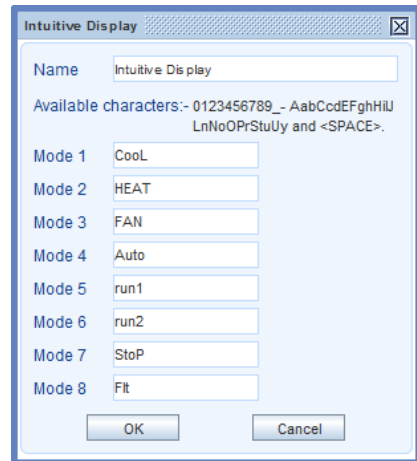 Intuitive Display
Name Intuitive Display
Available characters:- 0123456789_- AabCcdEFghHiIJ
LnNoOPrStuUy and <SPACE>.
Mode 1 CooL
Mode 2 HEAT
Mode 3 FAN
Mode 4 Auto
Mode 5 run1
Mode 6 run2
Mode 7 StoP
Mode 8 Flt
OK Cancel